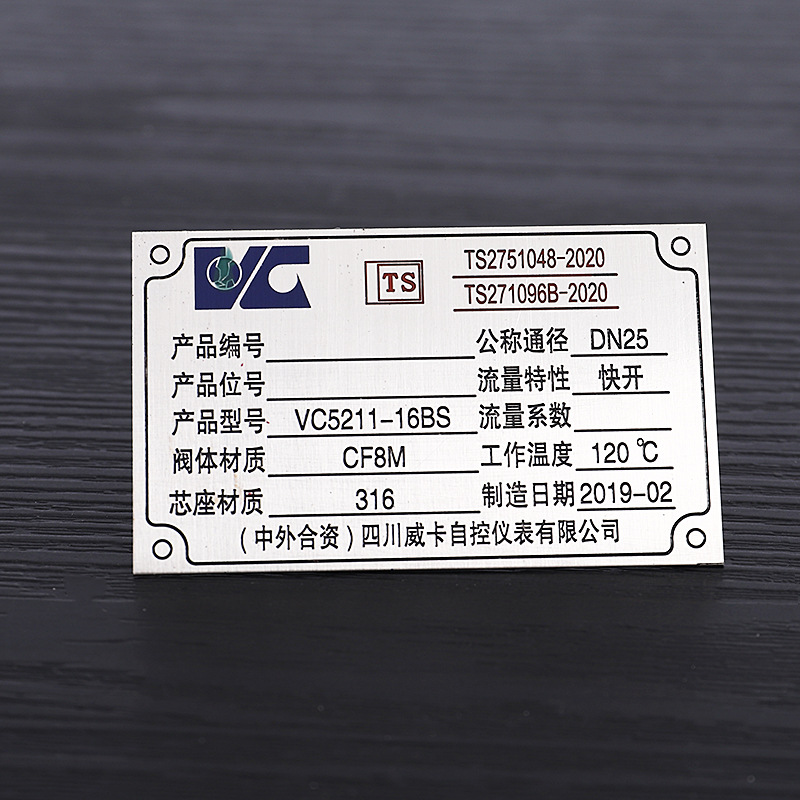 VC TS TS2751048-2020
TS271096B-2020
产品编号 公称通径 DN25
产品位号 流量特性 快开
产品型号 VC5211-16BS 流量系数
阀体材质 CF8M 工作温度 120℃
芯座材质 316 制造日期 2019-02
(中外合资)四川威卡自控仪表有限公司